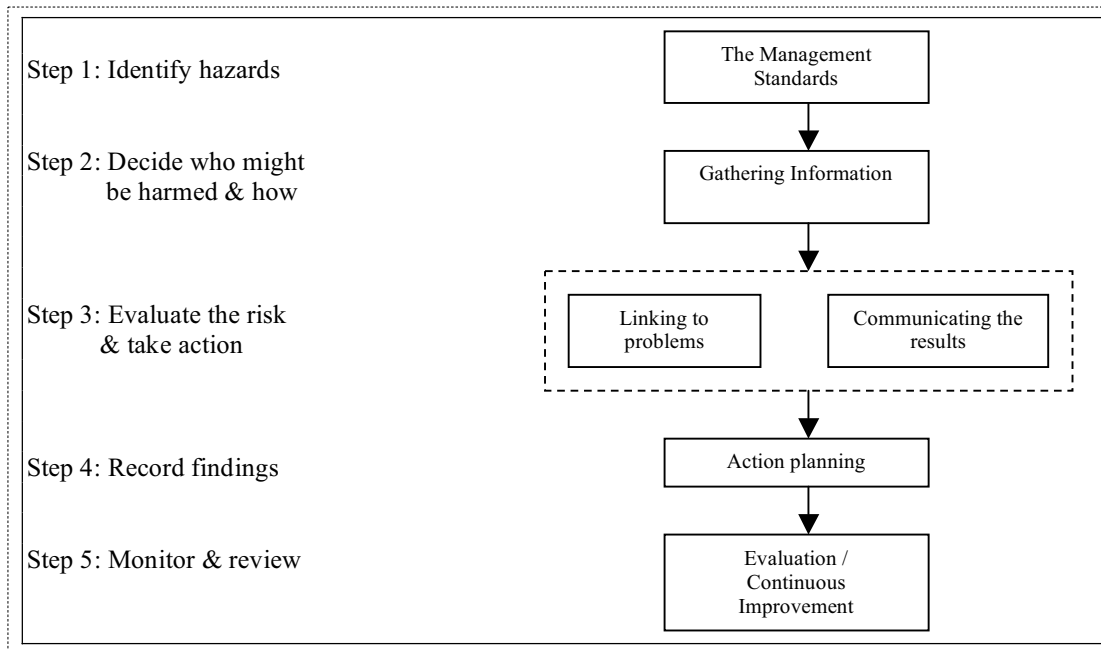 Step 1: Identify hazards
The Management
Standards
Step 2: Decide who might
be harmed & how
Gathering Information
Step 3: Evaluate the risk
& take action
Linking to
problems
Communicating the
results
Step 4: Record findings
Action planning
Step 5: Monitor & review
Evaluation /
Continuous
Improvement